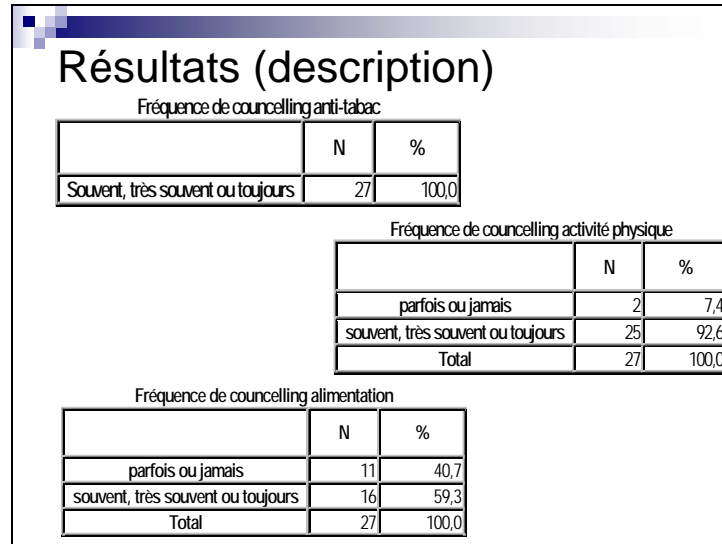 Résultats (description)
Fréquence de councelling anti-tabac
N %
Souvent, très souvent ou toujours 27 100,0
Fréquence de councelling activité physique
N %
parfois ou jamais 2 7,4
souvent, très souvent ou toujours 25 92,6
Total 27 100,0
Fréquence de councelling alimentation
N %
parfois ou jamais 11 40,7
souvent, très souvent ou toujours 16 59,3
Total 27 100,0